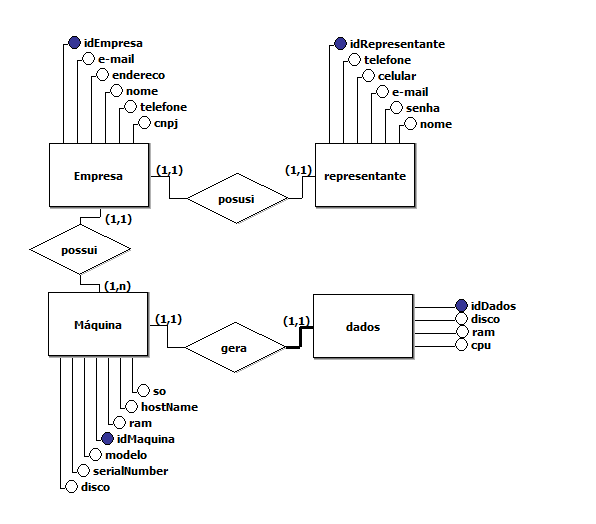 idEmpresa
e-mail
endereco
nome
telefone
cnpj
idRepresentante
telefone
celular
e-mail
senha
nome
Empresa
(1,1)
posusi
(1,1)
representante
(1,1)
possui
(1,n)
Máquina
(1,1)
gera
(1,1)
dados
idDados
disco
ram
cpu
so
hostName
ram
idMaquina
modelo
serialNumber
disco